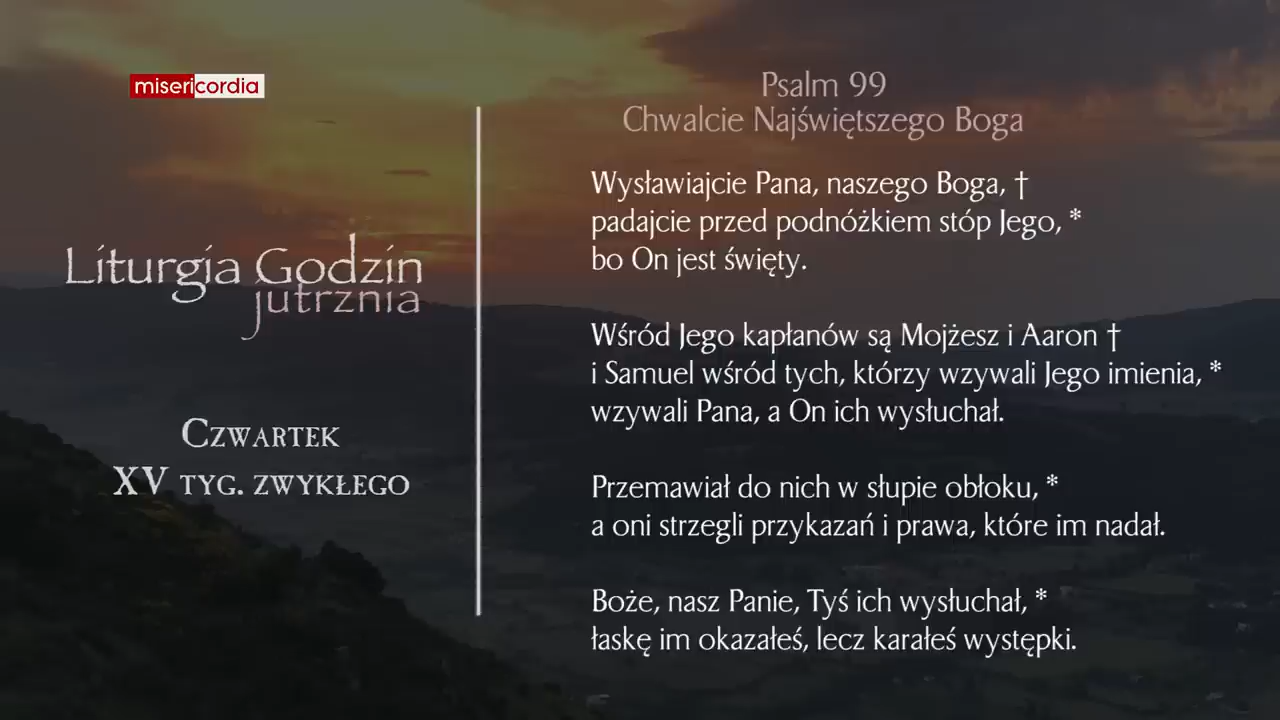 misericordia
Liturgia Godzin
jutrznia
Czwartek
XV tyg. zwykłego
Psalm 99
Chwalcie Najświętszego Boga
Wysławiajcie Pana, naszego Boga, †
padajcie przed podnóżkiem stóp Jego, *
bo On jest święty.
Wśród Jego kapłanów są Mojżesz i Aaron †
i Samuel wśród tych, którzy wzywali Jego imienia, *
wzywali Pana, a On ich wysłuchał.
Przemawiał do nich w słupie obłoku, *
a oni strzegli przykazań i prawa, które im nadał.
Boże, nasz Panie, Tyś ich wysłuchał, *
łaskę im okazałeś, lecz karałeś występki.